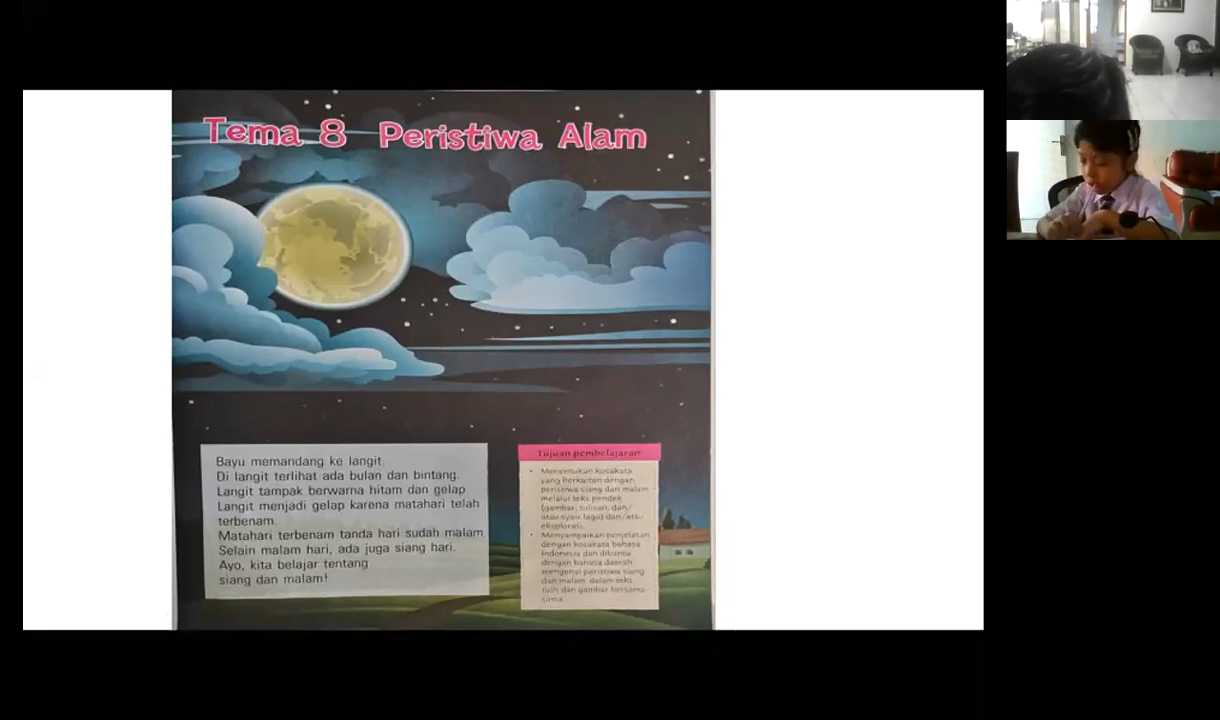 Tema 8 Peristiwa Alam
Bayu memandang ke langit.
Di langit terlihat ada bulan dan bintang.
Langit tampak berwarna hitam dan gelap
Langit menjadi gelap karena matahari telah
terbenam.
Matahari terbenam tanda hari sudah malam
Selain malam hari, ada juga siang hari.
Ayo, kita belajar tentang
siang dan malam!
Tujuan pembelajaran
• Menentukan kosakata
yang berkaitan dengan
peristiwa siang dan malam
melalui teks pendek
(gambar, tulisan, dan/
atau syair lagu) dan/atau
eksplorasi.
• Menyampaikan penjelasan
dengan kosakata bahasa
Indonesia dan dibantu
dengan bahasa daerah
mengenai peristiwa siang
dan malam dalam teks
tulis dan gambar bersama-
sama.